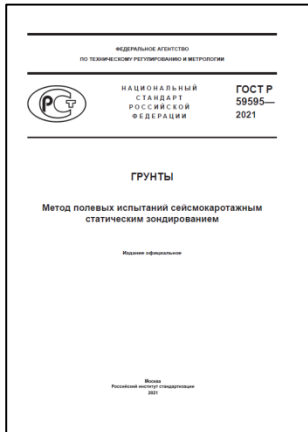 ФЕДЕРАЛЬНОЕ АГЕНТСТВО
ПО ТЕХНИЧЕСКОМУ РЕГУЛИРОВАНИЮ И МЕТРОЛОГИИ
НАЦИОНАЛЬНЫЙ
СТАНДАРТ
РОССИЙСКОЙ
ФЕДЕРАЦИИ
ГОСТ Р
59595—
2021
ГРУНТЫ
Метод полевых испытаний сейсмокаротажным
статическим зондированием
Издание официальное
Москва
Российский институт стандартизации
2021